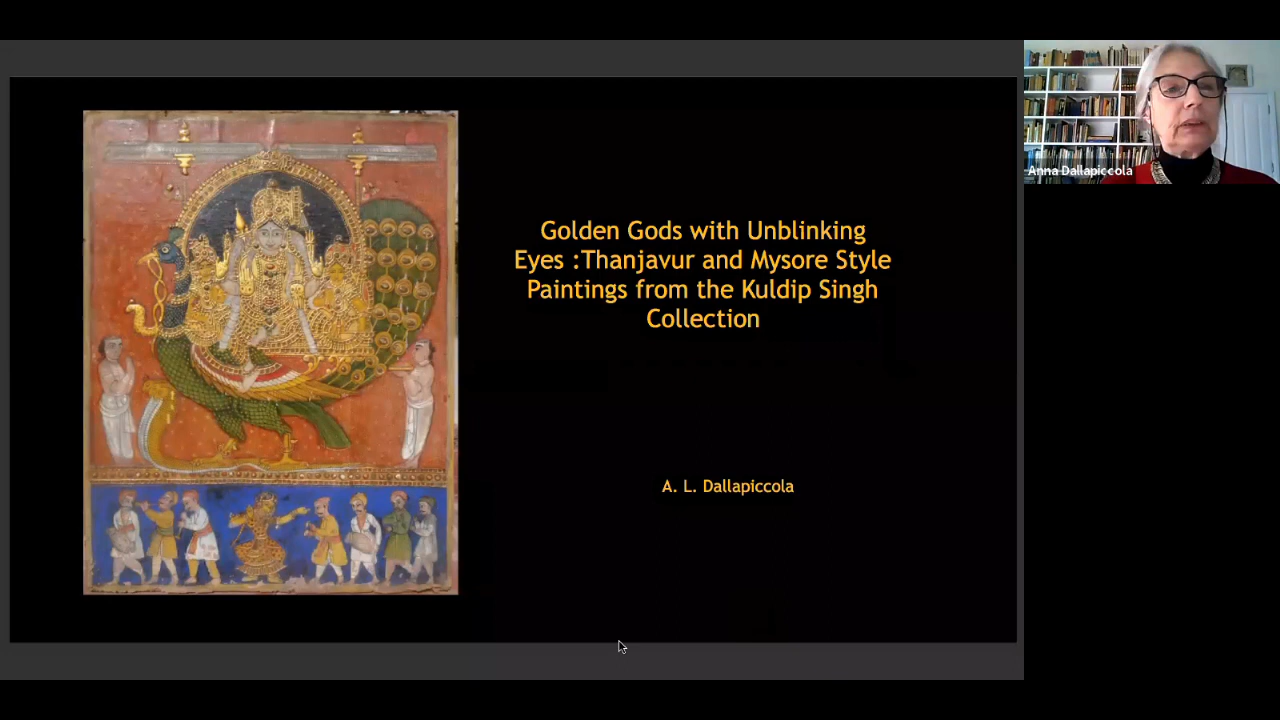 Golden Gods with Unblinking
Eyes :Thanjavur and Mysore Style
Paintings from the Kuldip Singh
Collection
A. L. Dallapiccola
Anna Dallapiccola